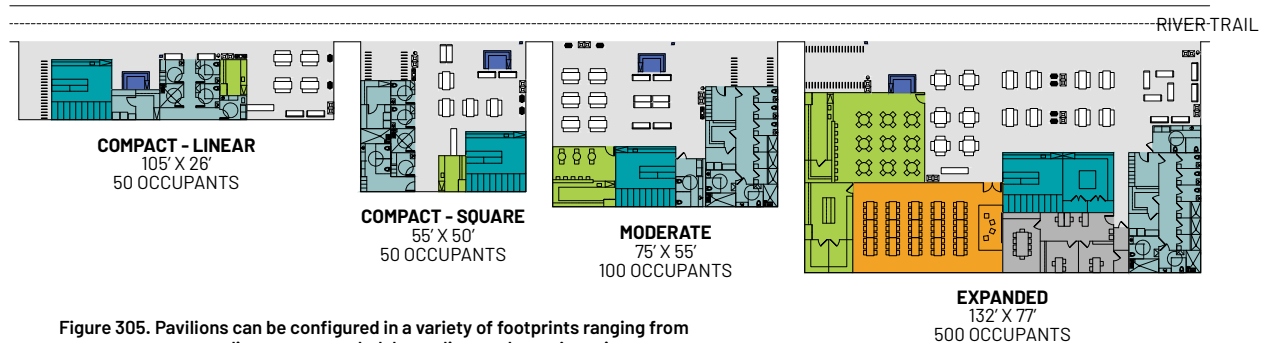 RIVER TRAIL
COMPACT - LINEAR
105’ X 26’
50 OCCUPANTS
COMPACT - SQUARE
55’ X 50’
50 OCCUPANTS
MODERATE
75’ X 55’
100 OCCUPANTS
EXPANDED
132’ X 77’
500 OCCUPANTS
Figure 305. Pavilions can be configured in a variety of footprints ranging from